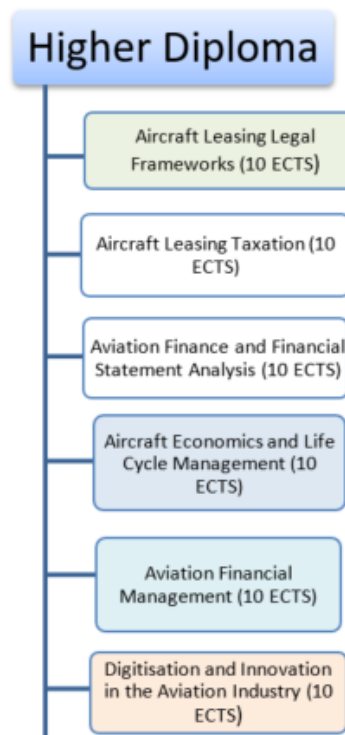 Higher Diploma
Aircraft Leasing Legal
Frameworks (10 ECTS)
Aircraft Leasing Taxation (10
ECTS)
Aviation Finance and Financial
Statement Analysis (10 ECTS)
Aircraft Economics and Life
Cycle Management (10
ECTS)
Aviation Financial
Management (10 ECTS)
Digitisation and Innovation
in the Aviation Industry (10
ECTS)